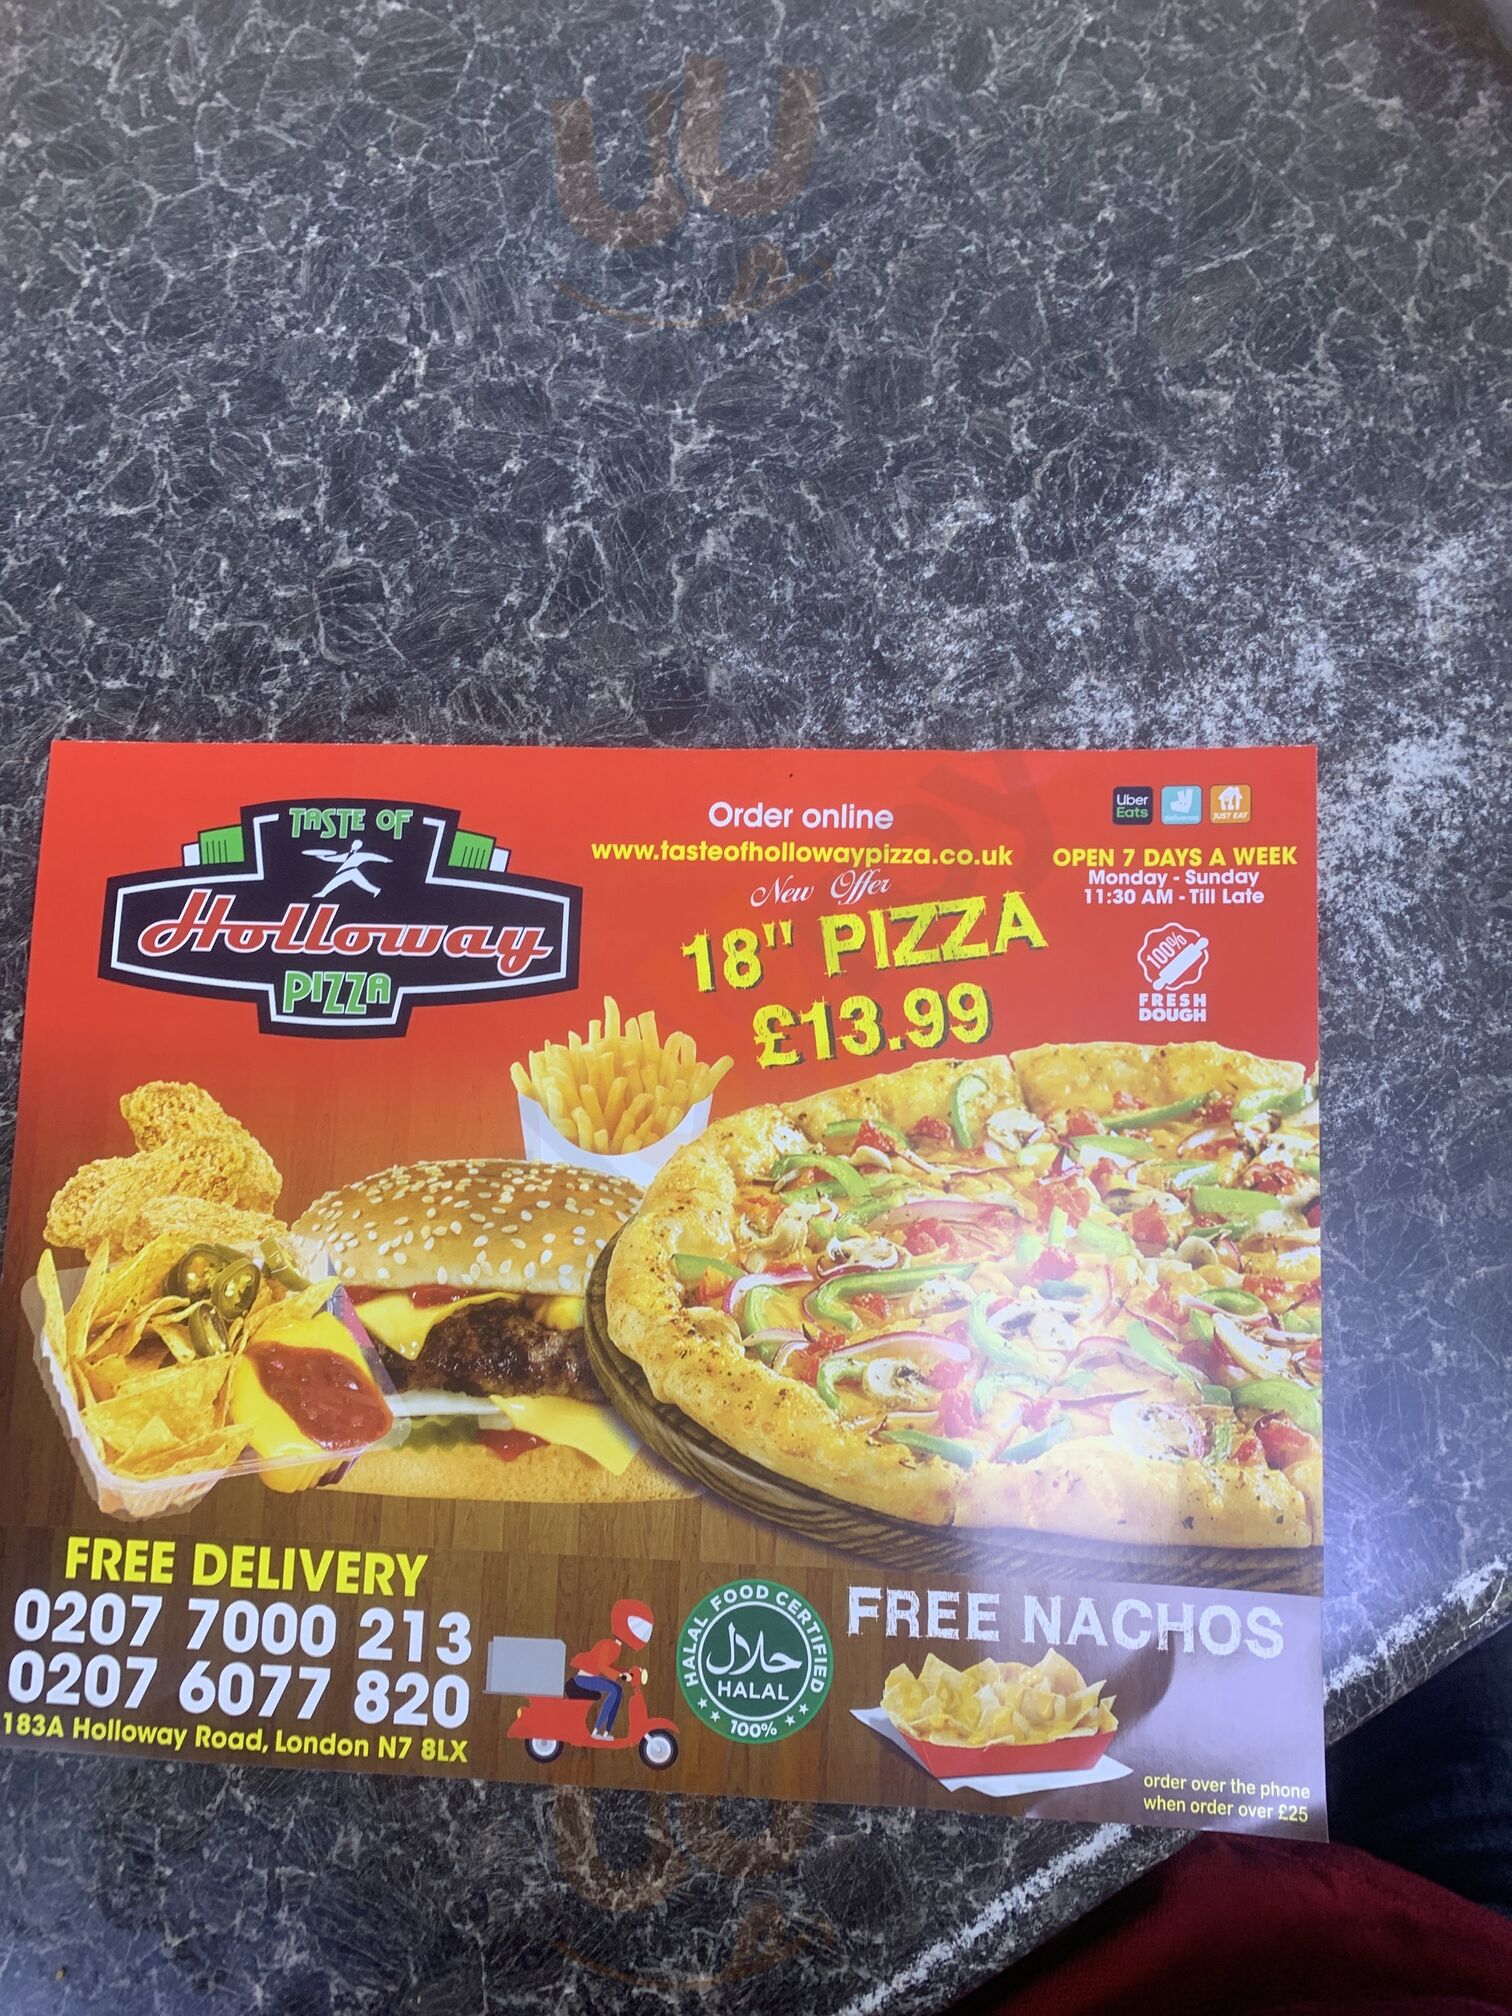 TASTE OF
Holloway
PIZZA
Order online
www.tasteofhollowaypizza.co.uk
New Offer
18" PIZZA
£13.99
Uber
Eats
deliveroo
JUST EAT
OPEN 7 DAYS A WEEK
Monday - Sunday
11:30 AM - Till Late
100%
FRESH
DOUGH
FREE DELIVERY
0207 7000 213
0207 6077 820
183A Holloway Road, London N7 8LX
HALAL FOOD CERTIFIED
حلال
HALAL
100%
FREE NACHOS
order over the phone
when order over £25